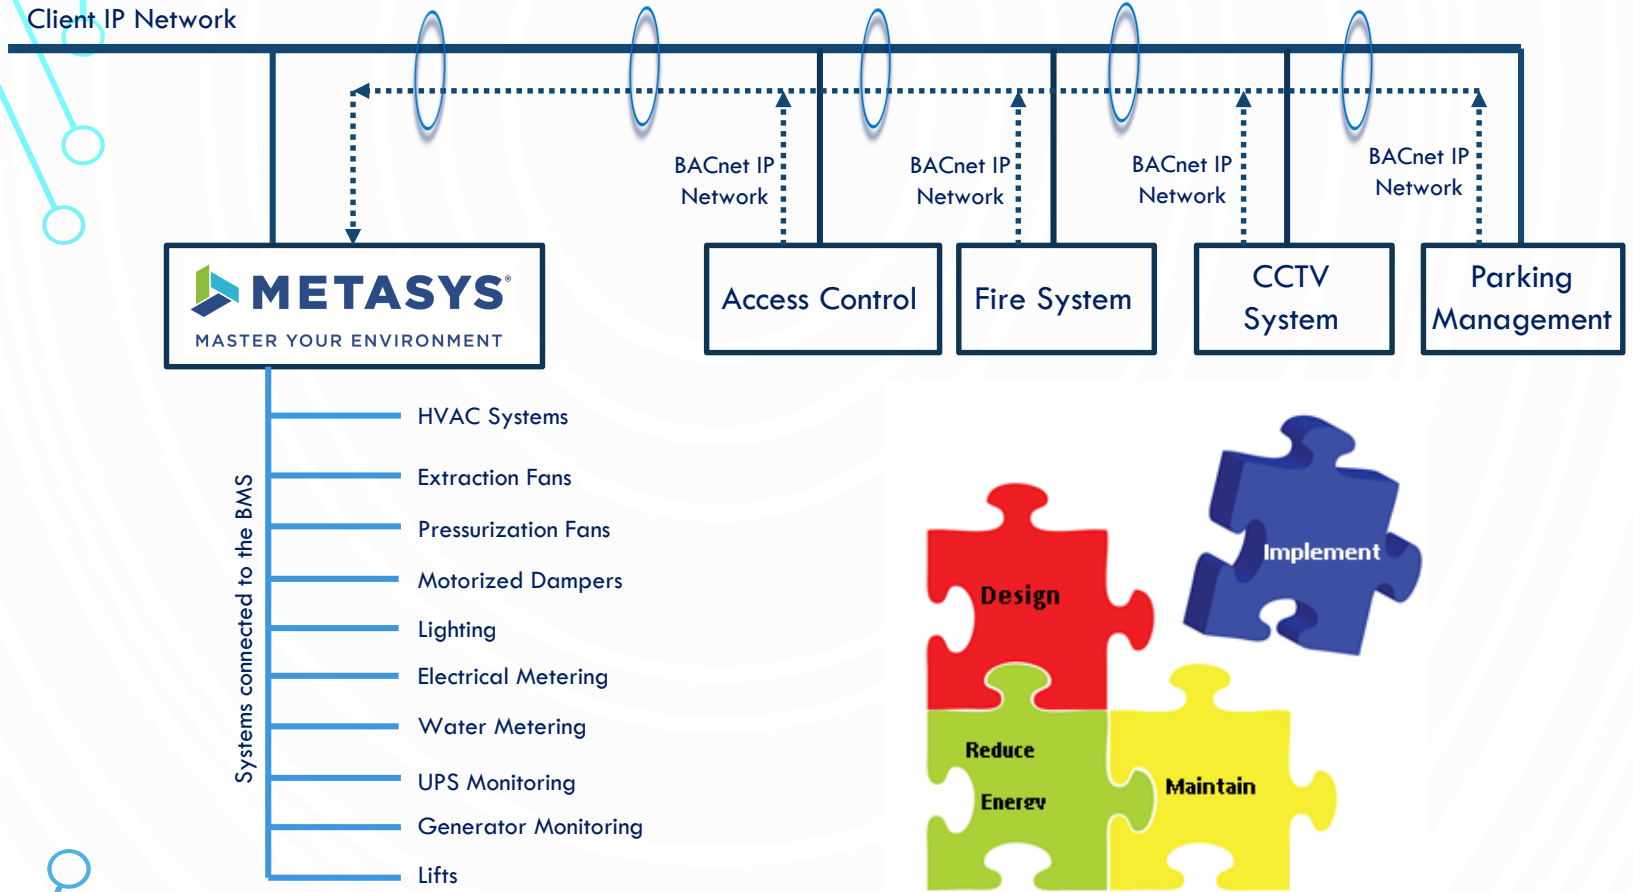 Client IP Network
BACnet IP
Network
BACnet IP
Network
BACnet IP
Network
BACnet IP
Network
METASYS®
MASTER YOUR ENVIRONMENT
Access Control
Fire System
CCTV
System
Parking
Management
Systems connected to the BMS
HVAC Systems
Extraction Fans
Pressurization Fans
Motorized Dampers
Lighting
Electrical Metering
Water Metering
UPS Monitoring
Generator Monitoring
Lifts
Implement
Design
Reduce
Energy
Maintain